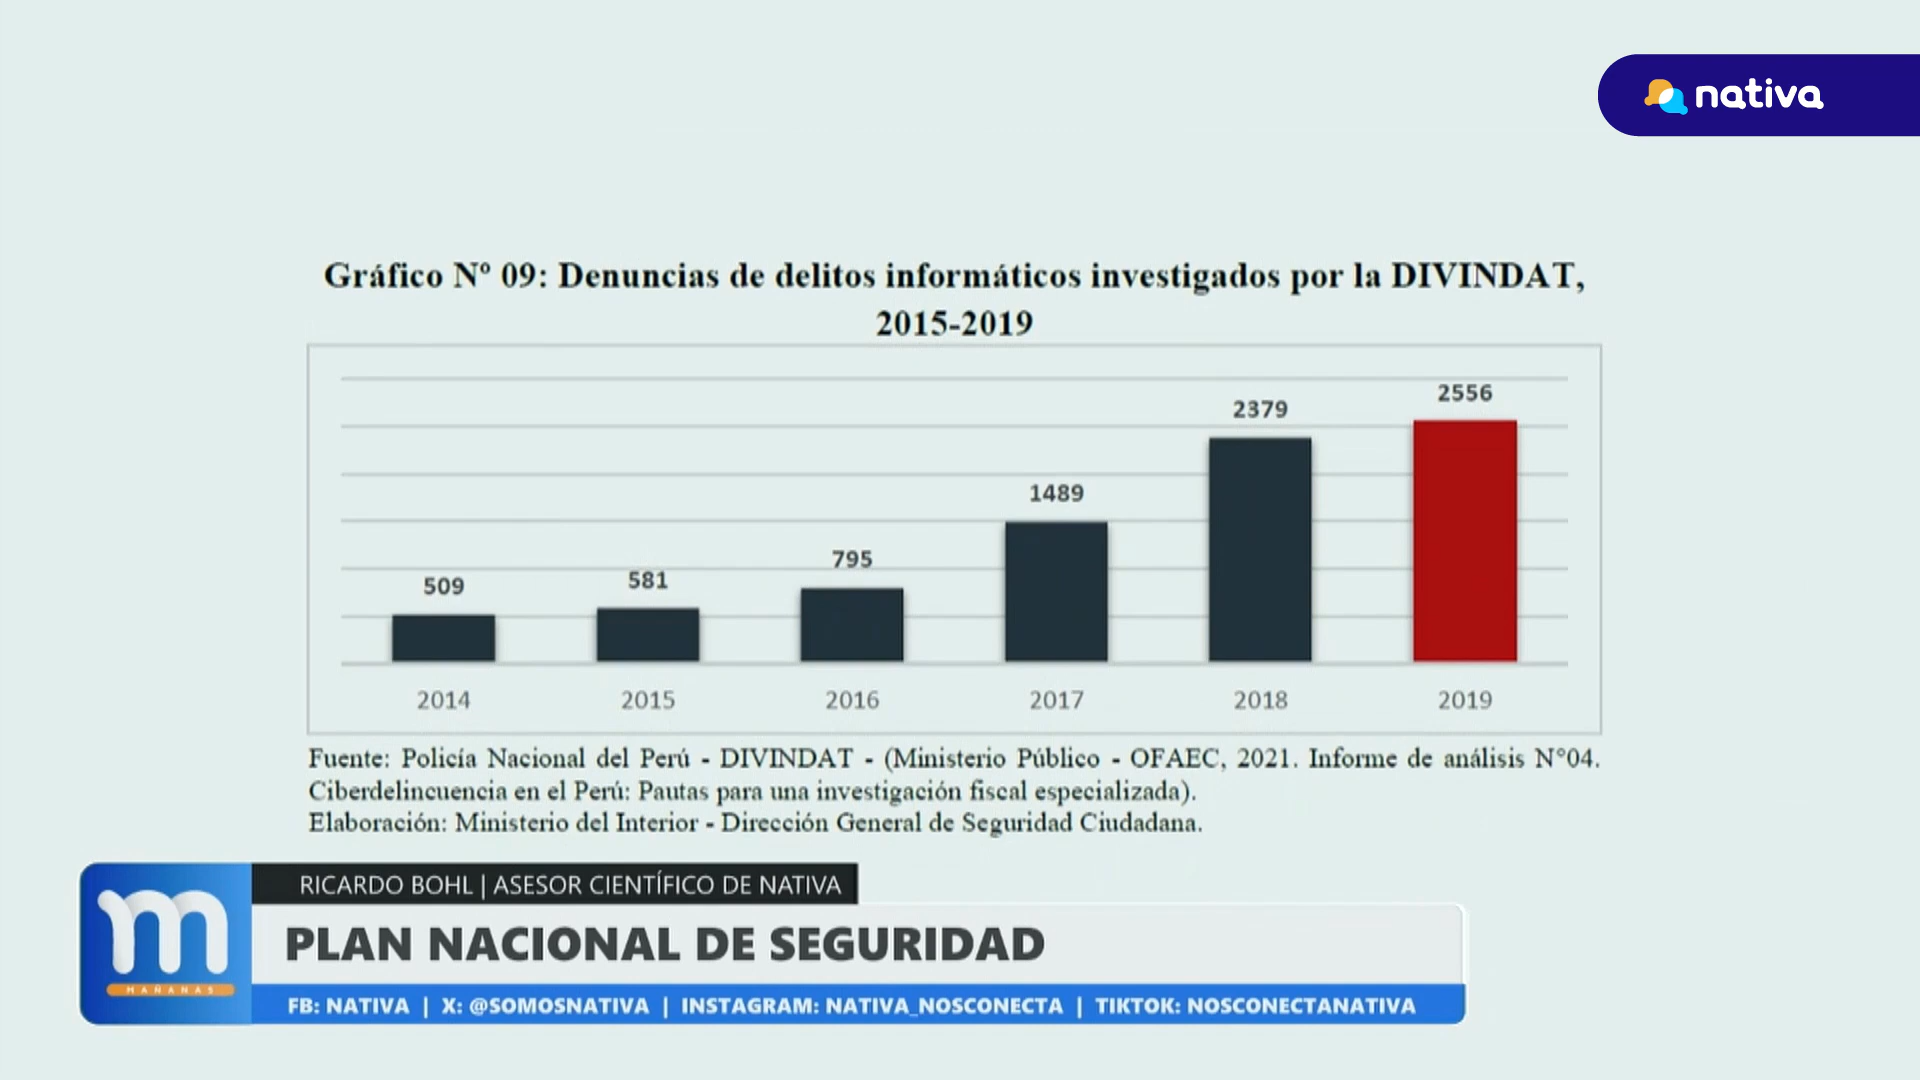 nativa
Gráfico Nº 09: Denuncias de delitos informáticos investigados por la DIVINDAT,
2015-2019
509
581
795
1489
2379
2556
2014
2015
2016
2017
2018
2019
Fuente: Policía Nacional del Perú - DIVINDAT - (Ministerio Público - OFAEC, 2021. Informe de análisis N°04.
Ciberdelincuencia en el Perú: Pautas para una investigación fiscal especializada).
Elaboración: Ministerio del Interior - Dirección General de Seguridad Ciudadana.
m
MAÑANAS
RICARDO BOHL | ASESOR CIENTÍFICO DE NATIVA
PLAN NACIONAL DE SEGURIDAD
FB: NATIVA | X: @SOMOSNATIVA | INSTAGRAM: NATIVA_NOSCONECTA | TIKTOK: NOSCONECTANATIVA